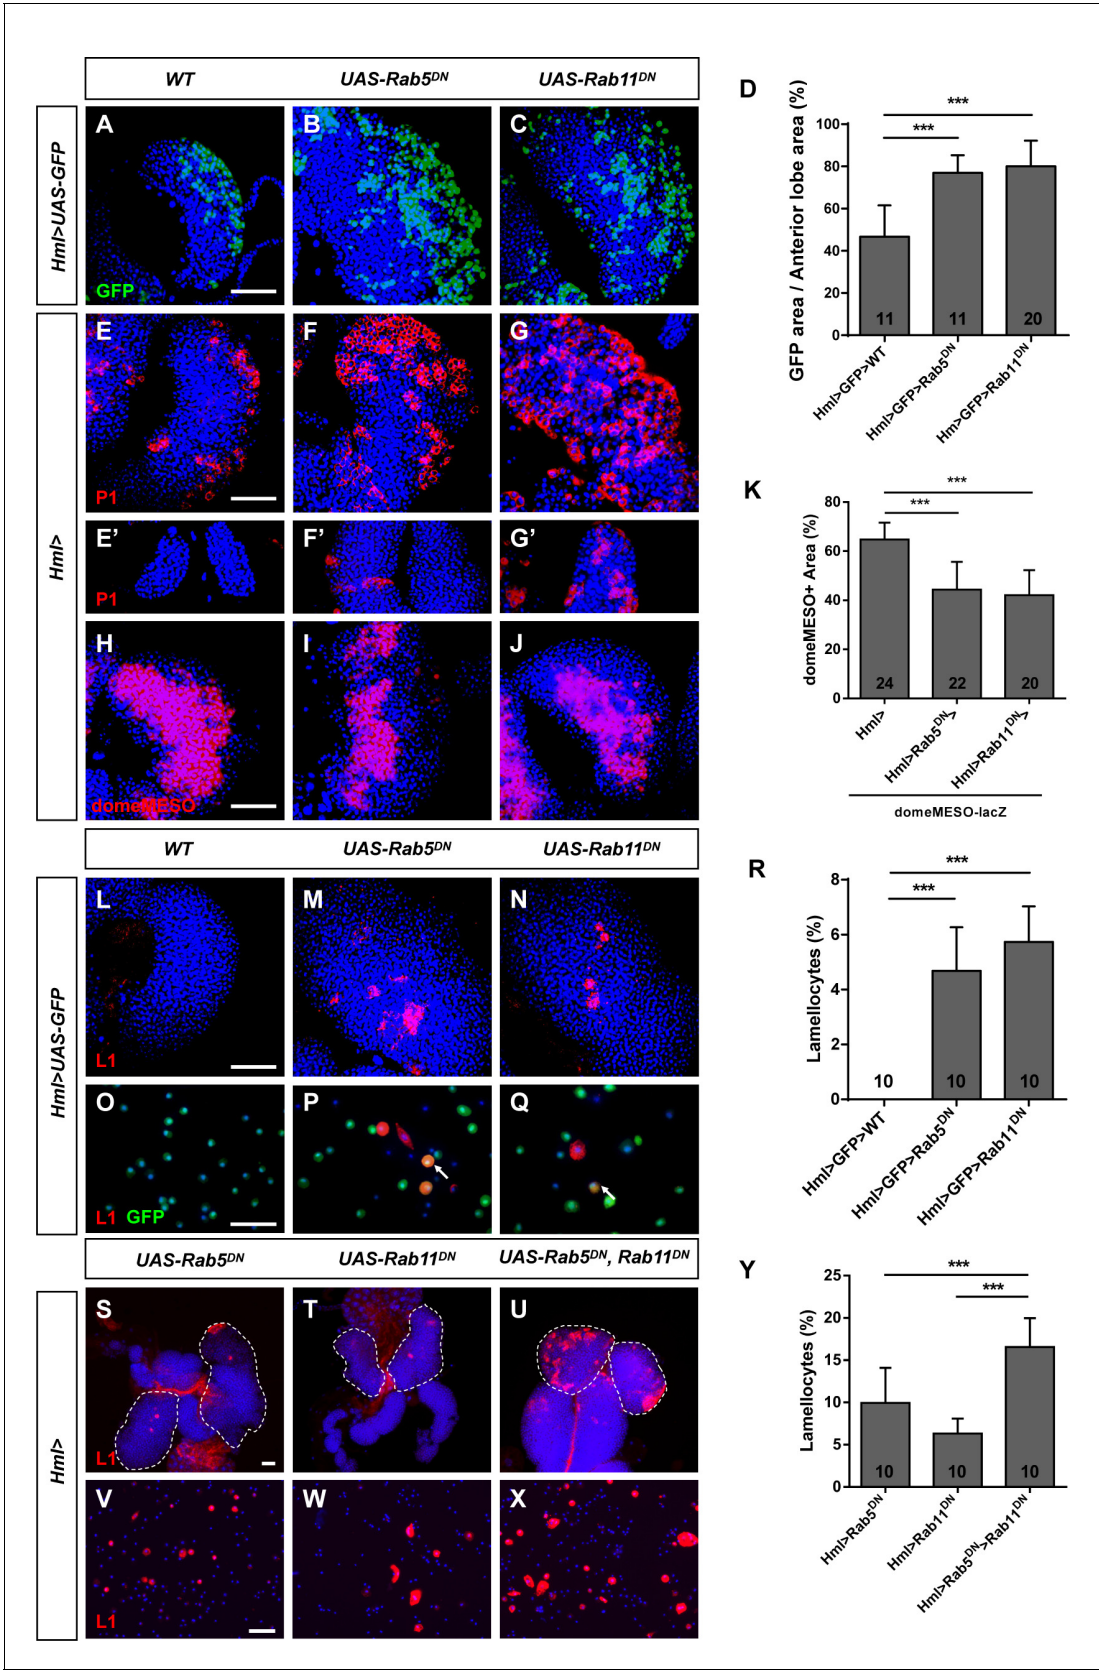 WT UAS-Rab5DN UAS-Rab11DN
Hml>UAS-GFP
A B C
GFP
D
GFP area / Anterior lobe area (%)
100
80
60
40
20
0
***
***
11 11 20
Hml>GFP>WT
Hml>GFP>Rab5DN
Hm>GFP>Rab11DN
Hml>
E F G
P1
E’ F’ G’
P1
H I J
domeMESO
K
domeMESO+ Area (%)
80
60
40
20
0
***
***
24 22 20
Hml>
Hml>Rab5DN>
Hml>Rab11DN>
domeMESO-lacZ
WT UAS-Rab5DN UAS-Rab11DN
Hml>UAS-GFP
L M N
L1
O P Q
L1 GFP
R
Lamellocytes (%)
8
6
4
2
0
***
***
10 10 10
Hml>GFP>WT
Hml>GFP>Rab5DN
Hml>GFP>Rab11DN
UAS-Rab5DN UAS-Rab11DN UAS-Rab5DN, Rab11DN
Hml>
S T U
L1
V W X
L1
Y
Lamellocytes (%)
25
20
15
10
5
0
***
***
10 10 10
Hml>Rab5DN
Hml>Rab11DN
Hml>Rab5DN>Rab11DN